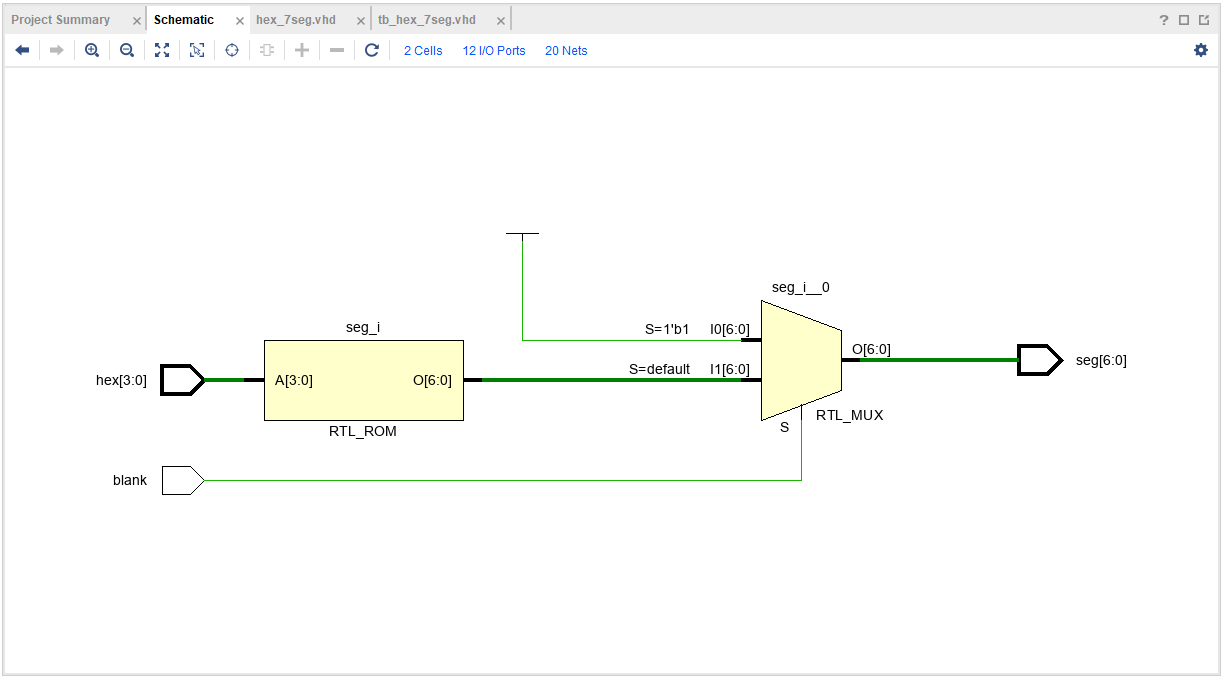 Project Summary
Schematic
hex_7seg.vhd
tb_hex_7seg.vhd
?
2 Cells
12 I/O Ports
20 Nets
seg_i__0
S=1'b1
I0[6:0]
seg_i
O[6:0]
S=default
I1[6:0]
seg[6:0]
hex[3:0]
A[3:0]
O[6:0]
RTL_MUX
S
RTL_ROM
blank